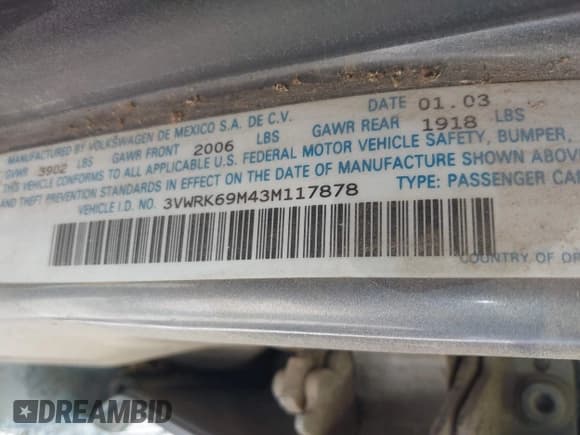 MANUFACTURED BY VOLKSWAGEN DE MEXICO S.A. DE C.V. DATE 01.03
GVWR 3902 LBS GAWR FRONT 2006 LBS GAWR REAR 1918 LBS
THIS VEHICLE CONFORMS TO ALL APPLICABLE U.S. FEDERAL MOTOR VEHICLE SAFETY, BUMPER,
AND THEFT PREVENTION STANDARDS IN EFFECT ON THE DATE OF MANUFACTURE SHOWN ABOVE
VEHICLE I.D. NO. 3VWRK69M43M117878 TYPE: PASSENGER CAR
COUNTRY OF OR
DREAMBID